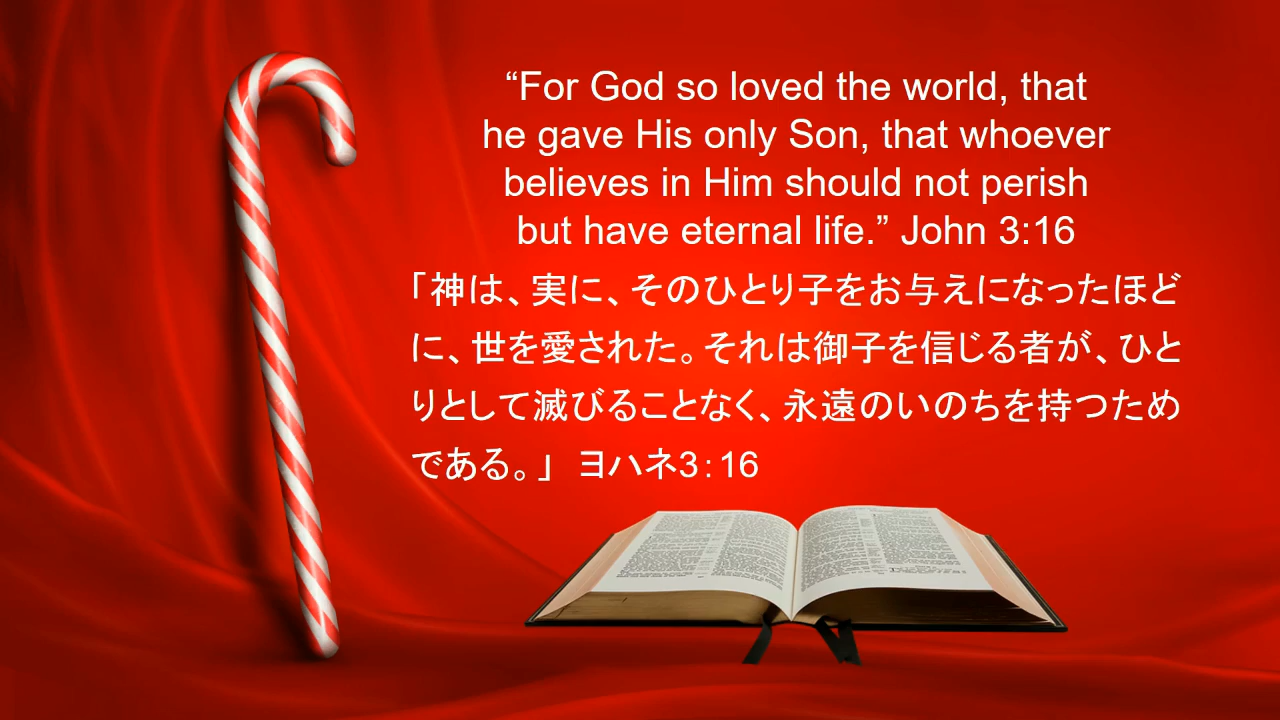 “For God so loved the world, that
he gave His only Son, that whoever
believes in Him should not perish
but have eternal life.” John 3:16
「神は、実に、そのひとり子をお与えになったほど
に、世を愛された。それは御子を信じる者が、ひと
りとして滅びることなく、永遠のいのちを持つため
である。」 ヨハネ3：16